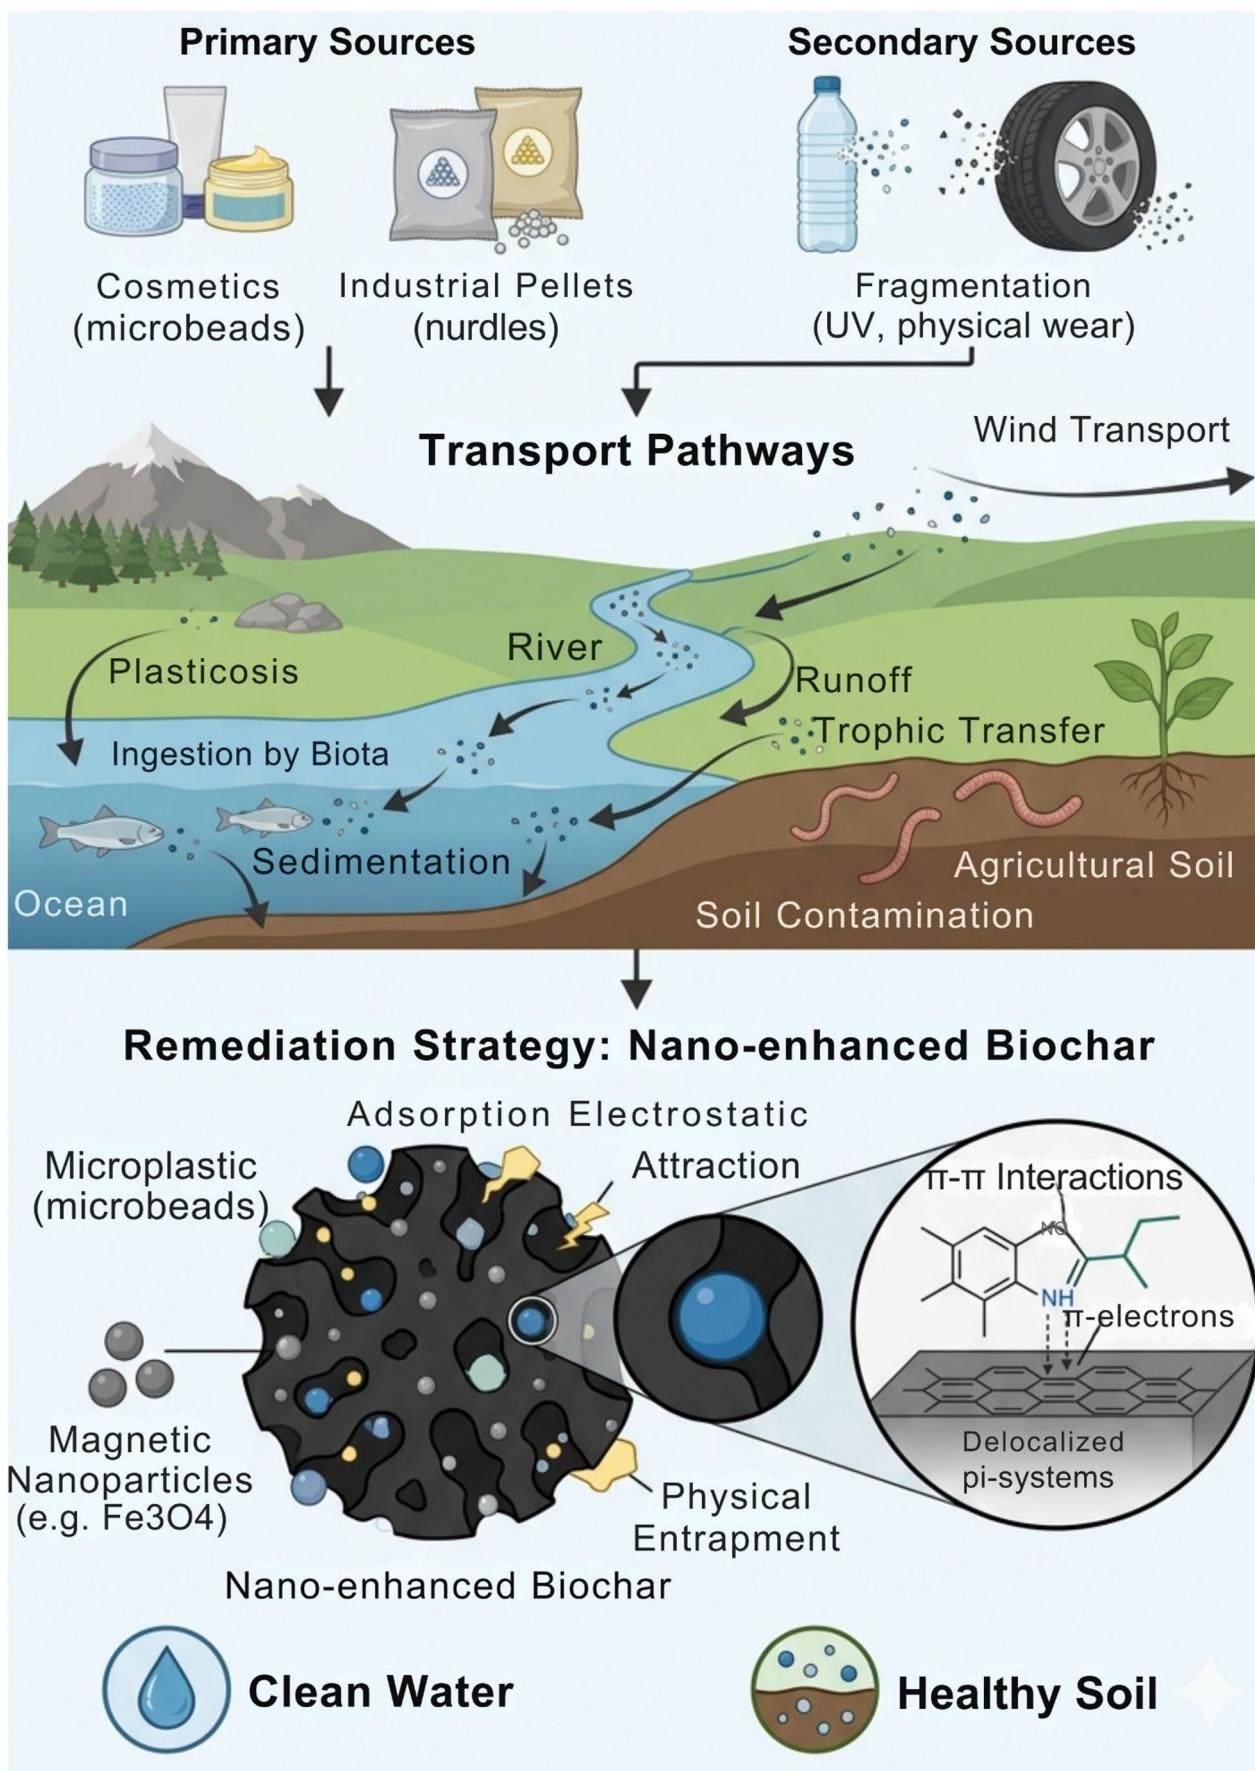 Primary Sources
Secondary Sources
Cosmetics
(microbeads)
Industrial Pellets
(nurdles)
Fragmentation
(UV, physical wear)
Transport Pathways
Wind Transport
River
Plasticosis
Runoff
Trophic Transfer
Ingestion by Biota
Sedimentation
Ocean
Agricultural Soil
Soil Contamination
Remediation Strategy: Nano-enhanced Biochar
Adsorption Electrostatic
Attraction
Microplastic
(microbeads)
π-π Interactions
NH
π-electrons
Delocalized
pi-systems
Magnetic
Nanoparticles
(e.g. Fe3O4)
Physical
Entrapment
Nano-enhanced Biochar
Clean Water
Healthy Soil